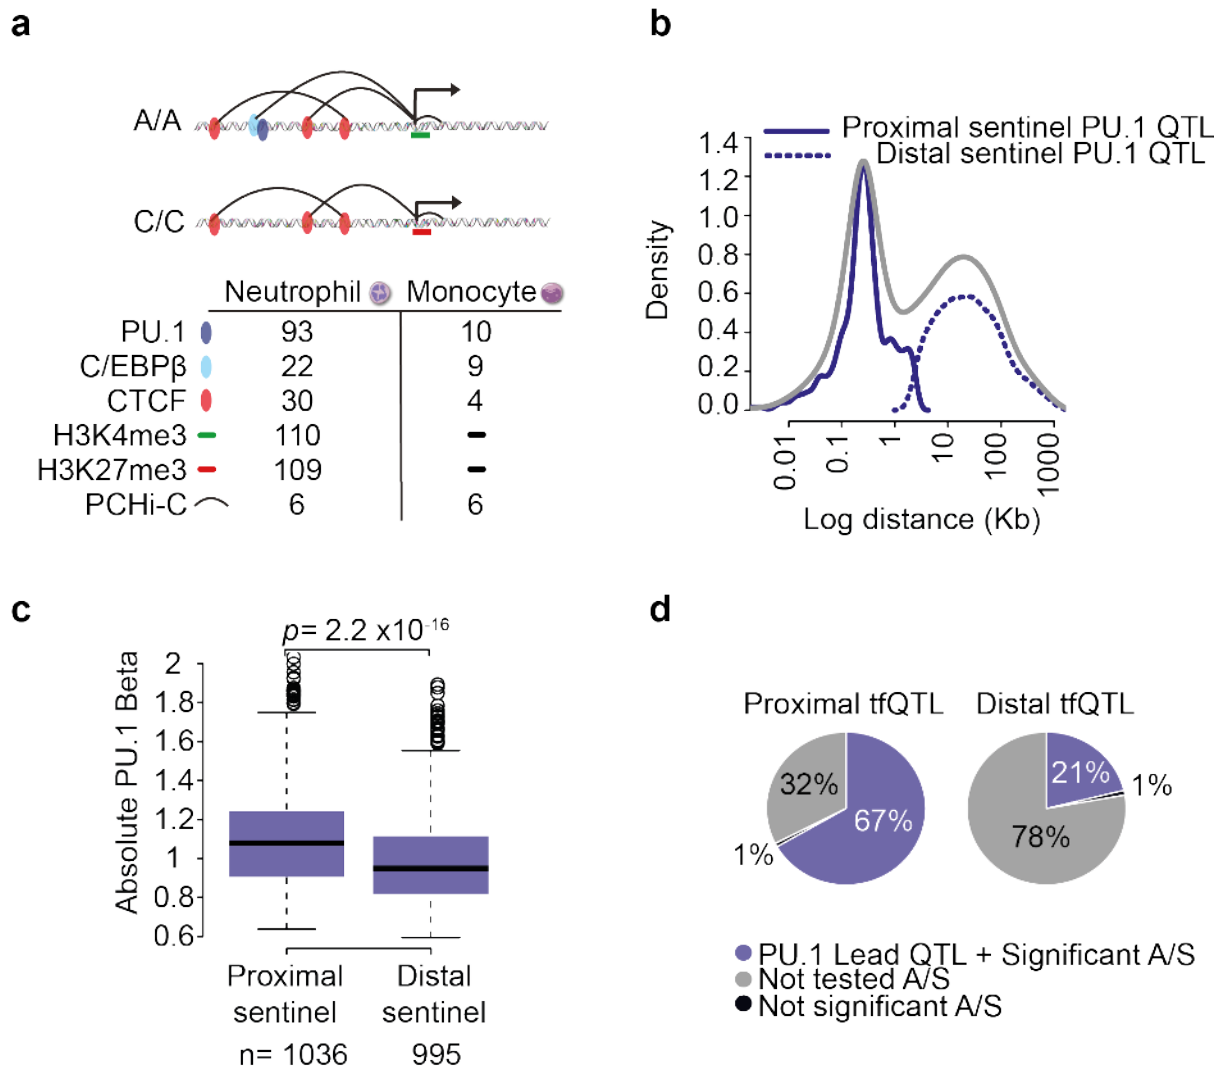 a
A/A
C/C
Neutrophil Monocyte
PU.1 93 10
C/EBPβ 22 9
CTCF 30 4
H3K4me3 110 -
H3K27me3 109 -
PCHi-C 6 6
b
Proximal sentinel PU.1 QTL
Distal sentinel PU.1 QTL
Density
1.4
1.2
1.0
0.8
0.6
0.4
0.2
0.0
0.01 0.1 1 10 100 1000
Log distance (Kb)
c
p= 2.2 x10-16
Absolute PU.1 Beta
2
1.8
1.6
1.4
1.2
1
0.8
0.6
Proximal sentinel
Distal sentinel
n= 1036 995
d
Proximal tfQTL Distal tfQTL
32% 67% 1%
21% 1% 78%
PU.1 Lead QTL + Significant A/S
Not tested A/S
Not significant A/S